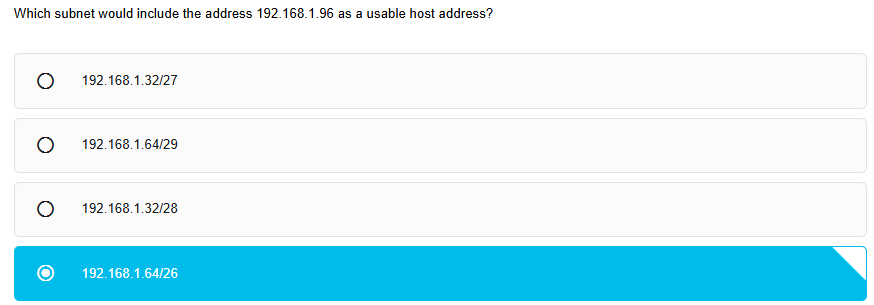 Which subnet would include the address 192.168.1.96 as a usable host address?
192.168.1.32/27
192.168.1.64/29
192.168.1.32/28
192.168.1.64/26